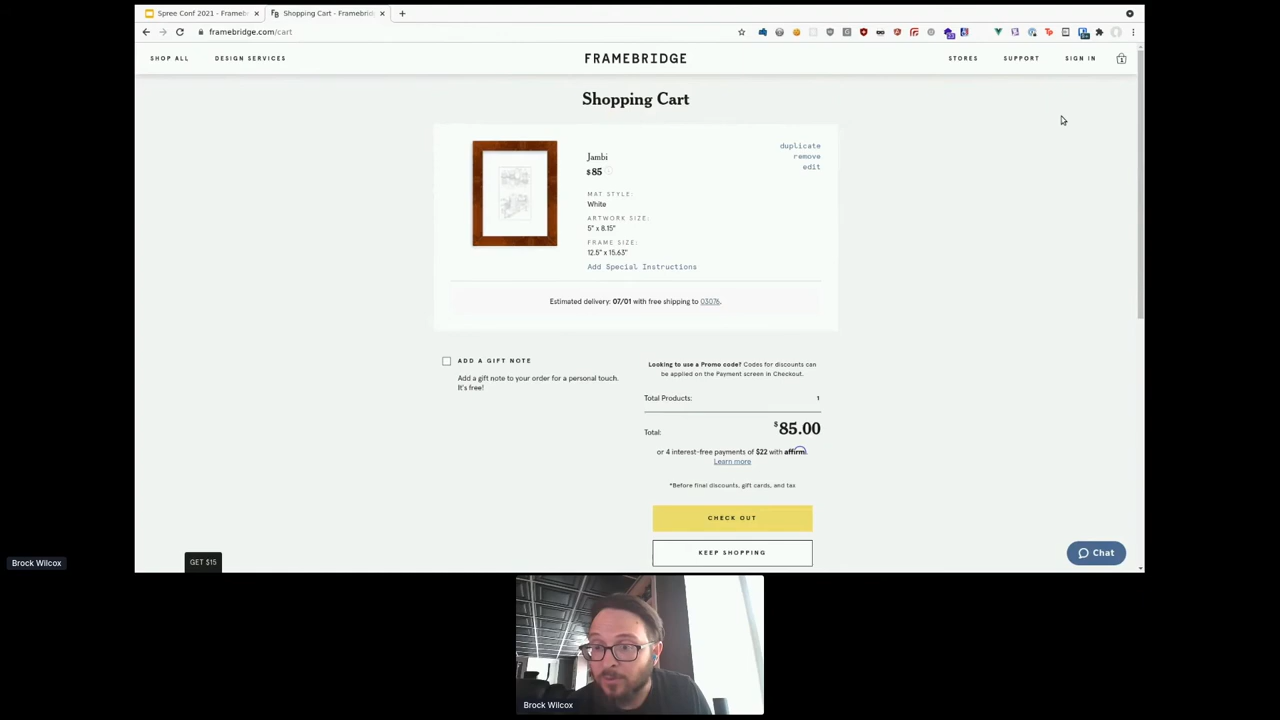 Spree Conf 2021 - Frameb
Shopping Cart - Framebridg
framebridge.com/cart
SHOP ALL
DESIGN SERVICES
FRAMEBRIDGE
STORES
SUPPORT
SIGN IN
1
Shopping Cart
Jambi
$85
duplicate
remove
edit
MAT STYLE:
White
ARTWORK SIZE:
5" x 8.15"
FRAME SIZE:
12.5" x 15.63"
Add Special Instructions
Estimated delivery: 07/01 with free shipping to 03076.
ADD A GIFT NOTE
Add a gift note to your order for a personal touch.
It's free!
Looking to use a Promo code? Codes for discounts can
be applied on the Payment screen in Checkout.
Total Products: 1
Total: $85.00
or 4 interest-free payments of $22 with affirm.
Learn more
*Before final discounts, gift cards, and tax
CHECK OUT
KEEP SHOPPING
Chat
GET $15
Brock Wilcox
Brock Wilcox